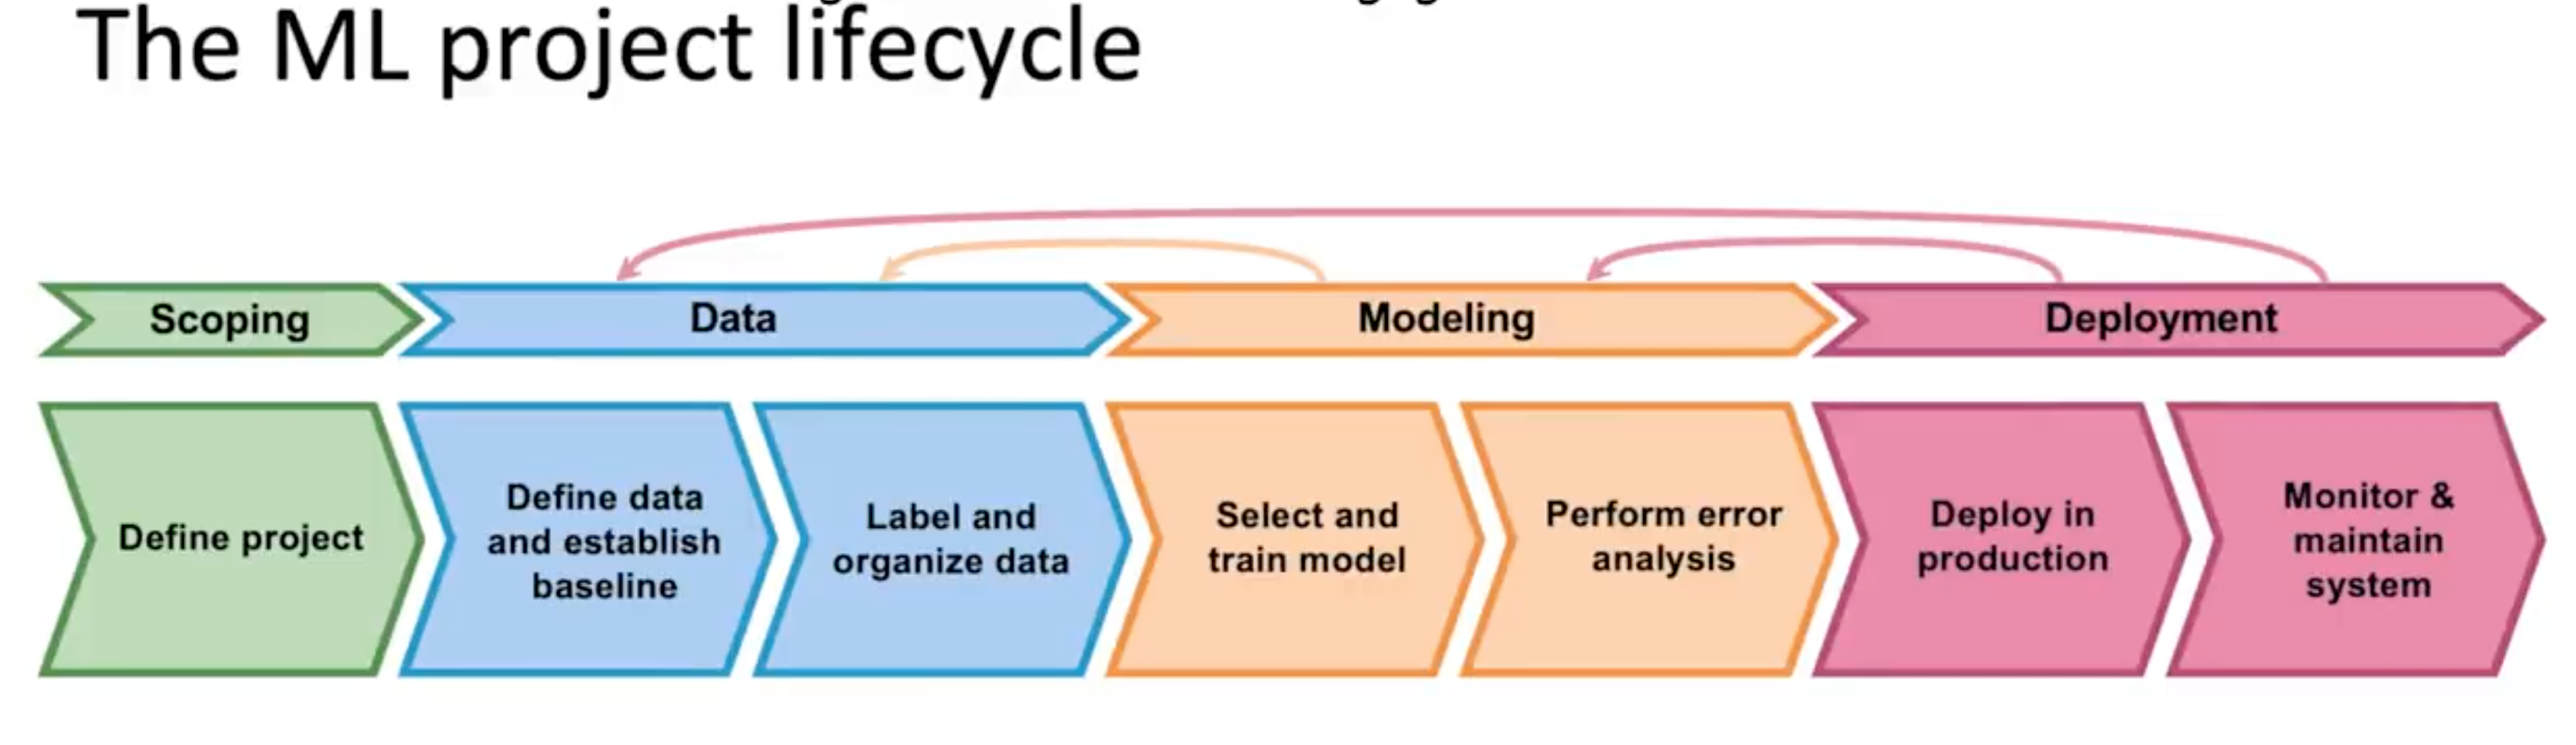 The ML project lifecycle
Scoping
Data
Modeling
Deployment
Define project
Define data
and establish
baseline
Label and
organize data
Select and
train model
Perform error
analysis
Deploy in
production
Monitor &
maintain
system